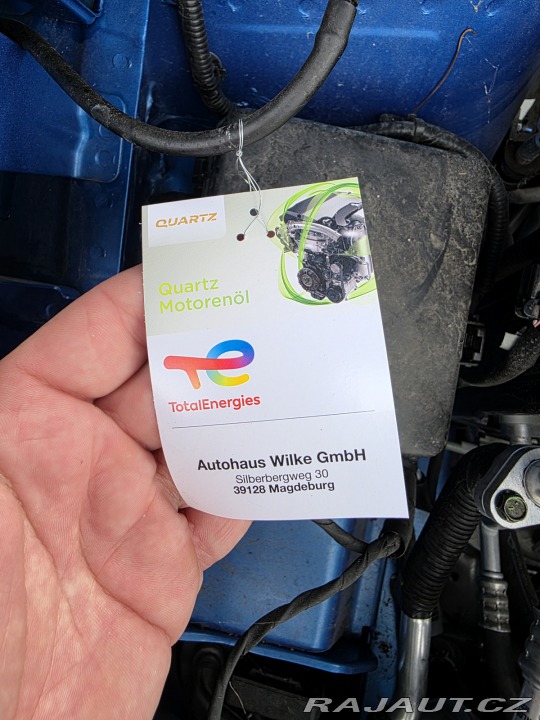 QUARTZ
Quartz
Motorenöl
TotalEnergies
Autohaus Wilke GmbH
Silberbergweg 30
39128 Magdeburg
RAJAUT.CZ